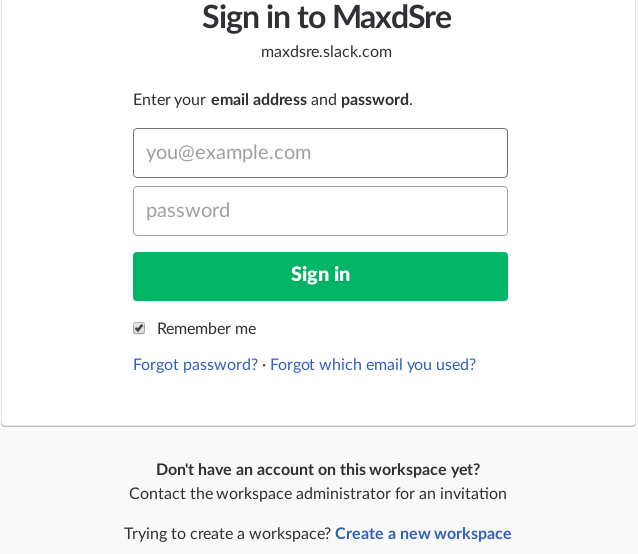 Sign in to MaxdSre
maxdsre.slack.com
Enter your email address and password.
you@example.com
password
Sign in
Remember me
Forgot password? · Forgot which email you used?
Don't have an account on this workspace yet?
Contact the workspace administrator for an invitation
Trying to create a workspace? Create a new workspace